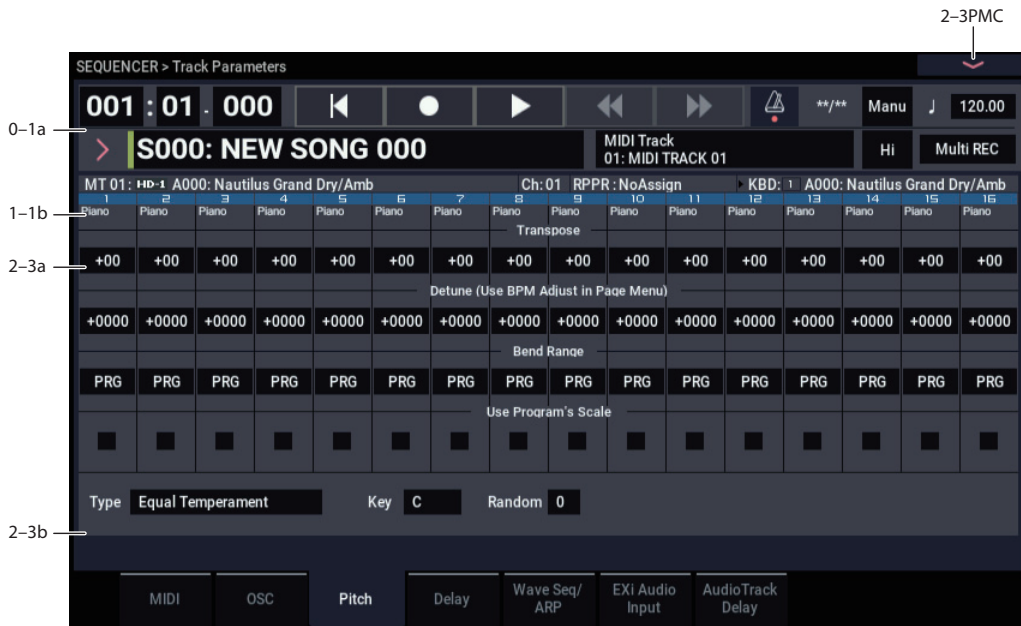 2–3PMC
SEQUENCER > Track Parameters
001 : 01 . 000 **/** Manu ♩ 120.00
0–1a
S000: NEW SONG 000 MIDI Track
01: MIDI TRACK 01 Hi Multi REC
MT 01: HD-1 A000: Nautilus Grand Dry/Amb Ch:01 RPPR : NoAssign KBD: 1 A000: Nautilus Grand Dry/Amb
1 2 3 4 5 6 7 8 9 10 11 12 13 14 15 16
1–1b
Piano Piano Piano Piano Piano Piano Piano Piano Piano Piano Piano Piano Piano Piano Piano Piano
Transpose
2–3a
+00 +00 +00 +00 +00 +00 +00 +00 +00 +00 +00 +00 +00 +00 +00 +00
Detune (Use BPM Adjust in Page Menu)
+0000 +0000 +0000 +0000 +0000 +0000 +0000 +0000 +0000 +0000 +0000 +0000 +0000 +0000 +0000 +0000
Bend Range
PRG PRG PRG PRG PRG PRG PRG PRG PRG PRG PRG PRG PRG PRG PRG PRG
Use Program's Scale
Type Equal Temperament Key C Random 0
2–3b
MIDI OSC Pitch Delay Wave Seq/ ARP EXi Audio Input AudioTrack Delay